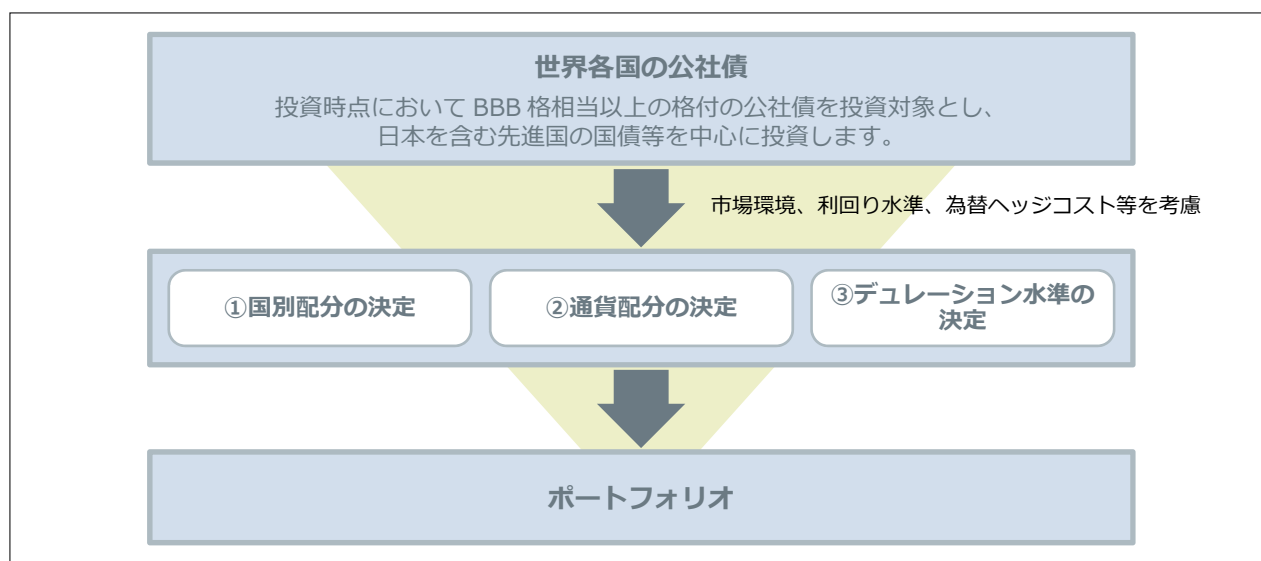 世界各国の公社債
投資時点において BBB 格相当以上の格付の公社債を投資対象とし、
日本を含む先進国の国債等を中心に投資します。
市場環境、利回り水準、為替ヘッジコスト等を考慮
①国別配分の決定
②通貨配分の決定
③デュレーション水準の
決定
ポートフォリオ